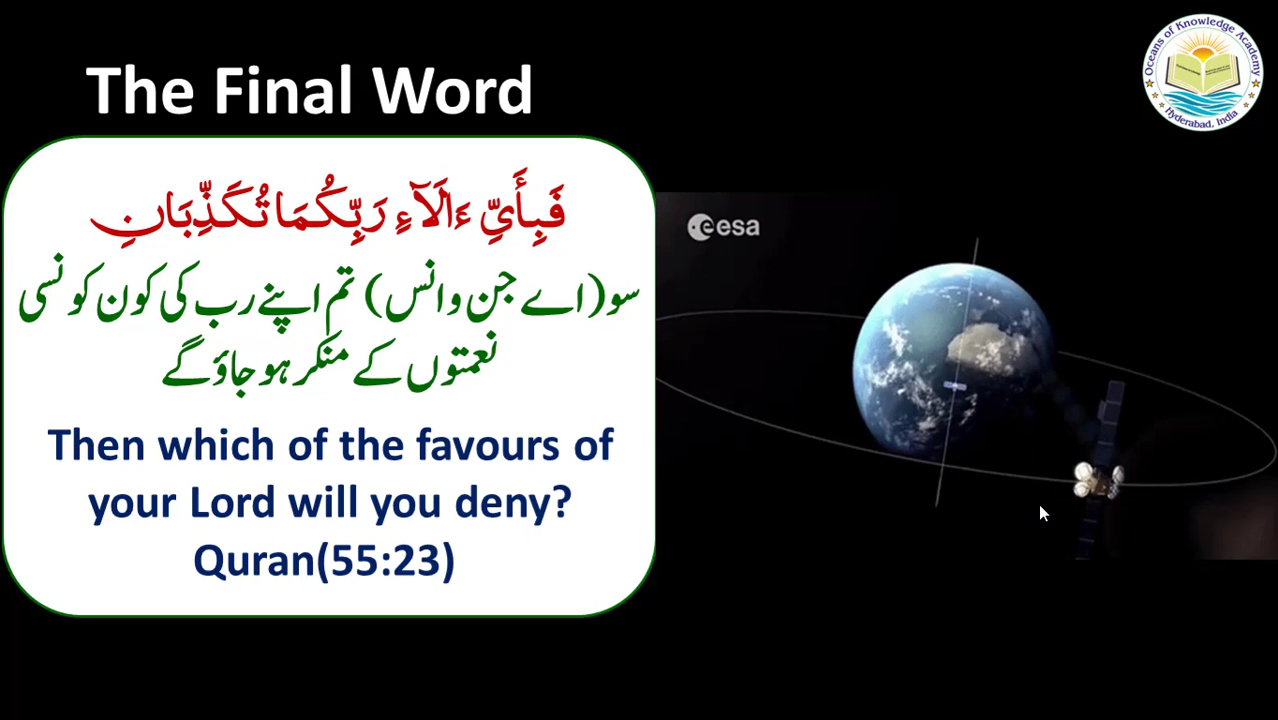 The Final Word
فَبِأَيِّ ءَالَآءِ رَبِّكُمَا تُكَذِّبَانِ
سو(اے جن وانس) تم اپنے رب کی کون کونسی
نعمتوں کے منکر ہو جاؤ گے
Then which of the favours of
your Lord will you deny?
Quran(55:23)
esa
Oceans of Knowledge Academy
Hyderabad, India